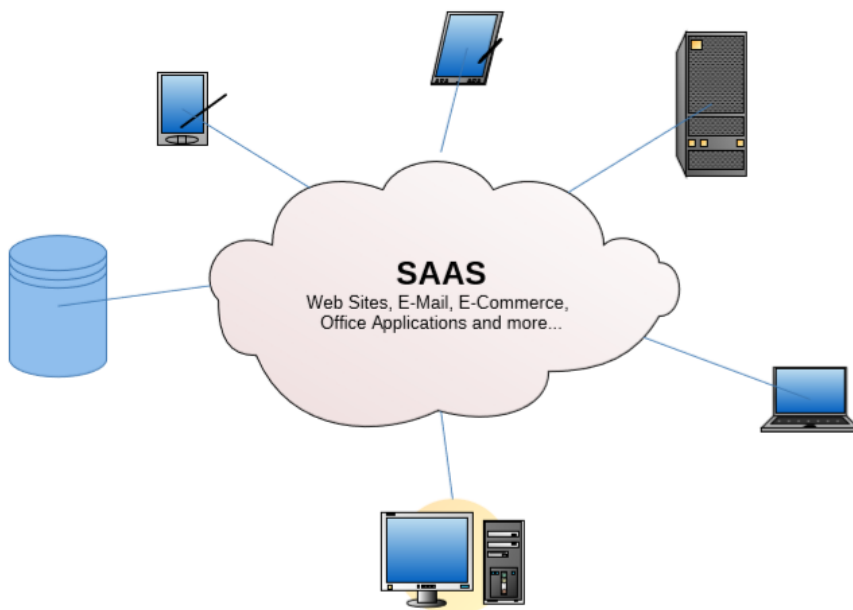 SAAS
Web Sites, E-Mail, E-Commerce,
Office Applications and more...